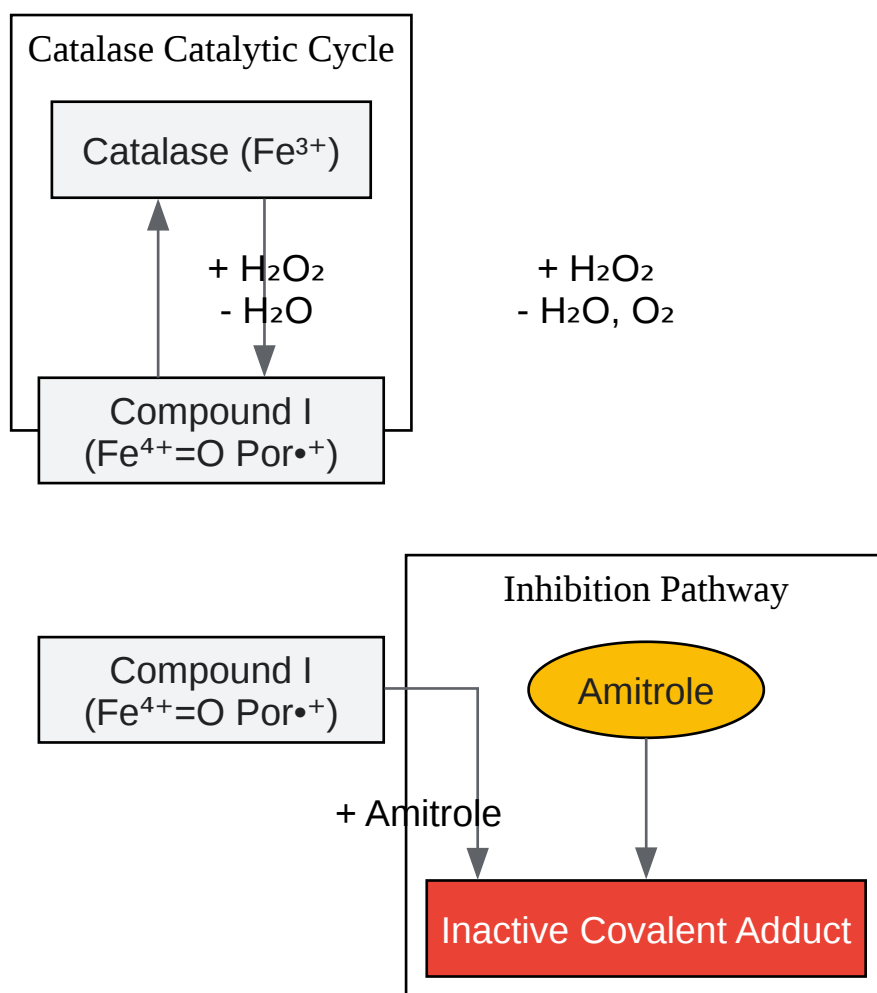 Catalase Catalytic Cycle
Catalase (Fe³⁺)
+ H₂O₂
- H₂O
+ H₂O₂
- H₂O, O₂
Compound I
(Fe⁴⁺=O Por•⁺)
Inhibition Pathway
Compound I
(Fe⁴⁺=O Por•⁺)
Amitrole
+ Amitrole
Inactive Covalent Adduct